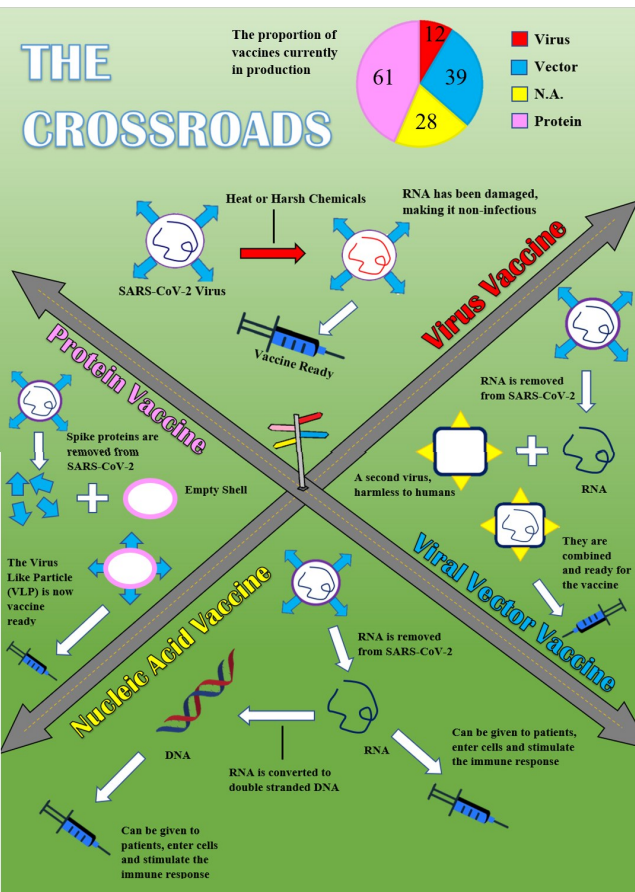 THE
CROSSROADS
The proportion of
vaccines currently
in production
12
39
28
61
Virus
Vector
N.A.
Protein
Heat or Harsh Chemicals
RNA has been damaged,
making it non-infectious
SARS-CoV-2 Virus
Vaccine Ready
Virus Vaccine
Protein Vaccine
Spike proteins are
removed from
SARS-CoV-2
Empty Shell
The Virus
Like Particle
(VLP) is now
vaccine
ready
RNA is removed
from SARS-CoV-2
A second virus,
harmless to humans
RNA
They are
combined
and ready for
the vaccine
Viral Vector Vaccine
Nucleic Acid Vaccine
RNA is removed
from SARS-CoV-2
RNA
DNA
RNA is converted to
double stranded DNA
Can be given to patients,
enter cells and stimulate
the immune response
Can be given to
patients, enter cells
and stimulate the
immune response